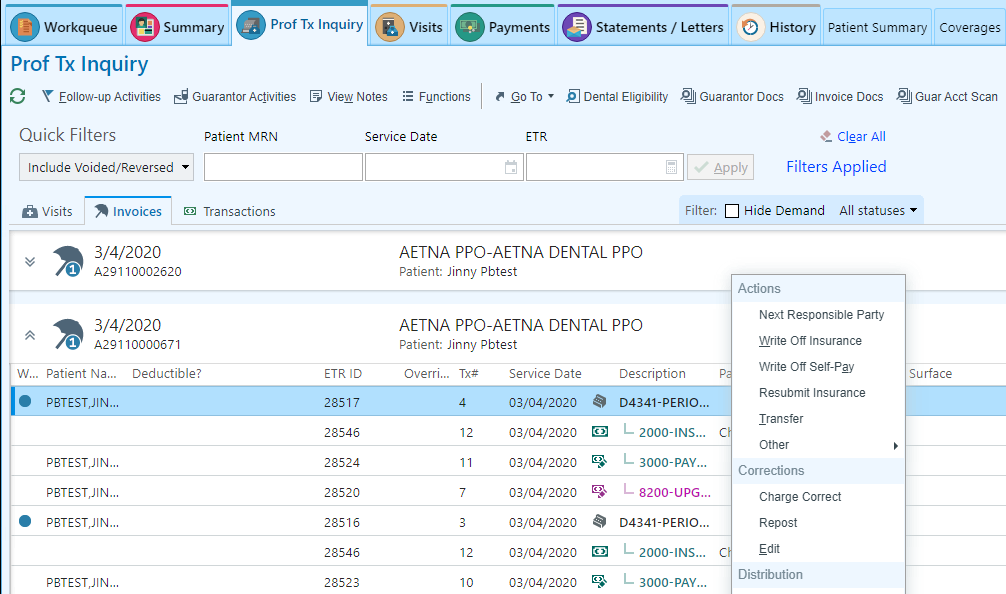 Workqueue Summary Prof Tx Inquiry Visits Payments Statements / Letters History Patient Summary Coverages
Prof Tx Inquiry
Follow-up Activities Guarantor Activities View Notes Functions Go To Dental Eligibility Guarantor Docs Invoice Docs Guar Acct Scan
Quick Filters Patient MRN Service Date ETR Clear All
Include Voided/Reversed Apply Filters Applied
Visits Invoices Transactions Filter: Hide Demand All statuses
3/4/2020 AETNA PPO-AETNA DENTAL PPO
1
A29110002620 Patient: Jinny Pbtest
3/4/2020 AETNA PPO-AETNA DENTAL PPO
1
A29110000671 Patient: Jinny Pbtest
W... Patient Na... Deductible? ETR ID Overri... Tx# Service Date Description Pa Surface
PBTEST,JIN... 28517 4 03/04/2020 D4341-PERIO...
28546 12 03/04/2020 2000-INS... Ch
PBTEST,JIN... 28524 11 03/04/2020 3000-PAY...
PBTEST,JIN... 28520 7 03/04/2020 8200-UPG...
PBTEST,JIN... 28516 3 03/04/2020 D4341-PERIO...
28546 12 03/04/2020 2000-INS... Ch
PBTEST,JIN... 28523 10 03/04/2020 3000-PAY...
Actions
Next Responsible Party
Write Off Insurance
Write Off Self-Pay
Resubmit Insurance
Transfer
Other
Corrections
Charge Correct
Repost
Edit
Distribution